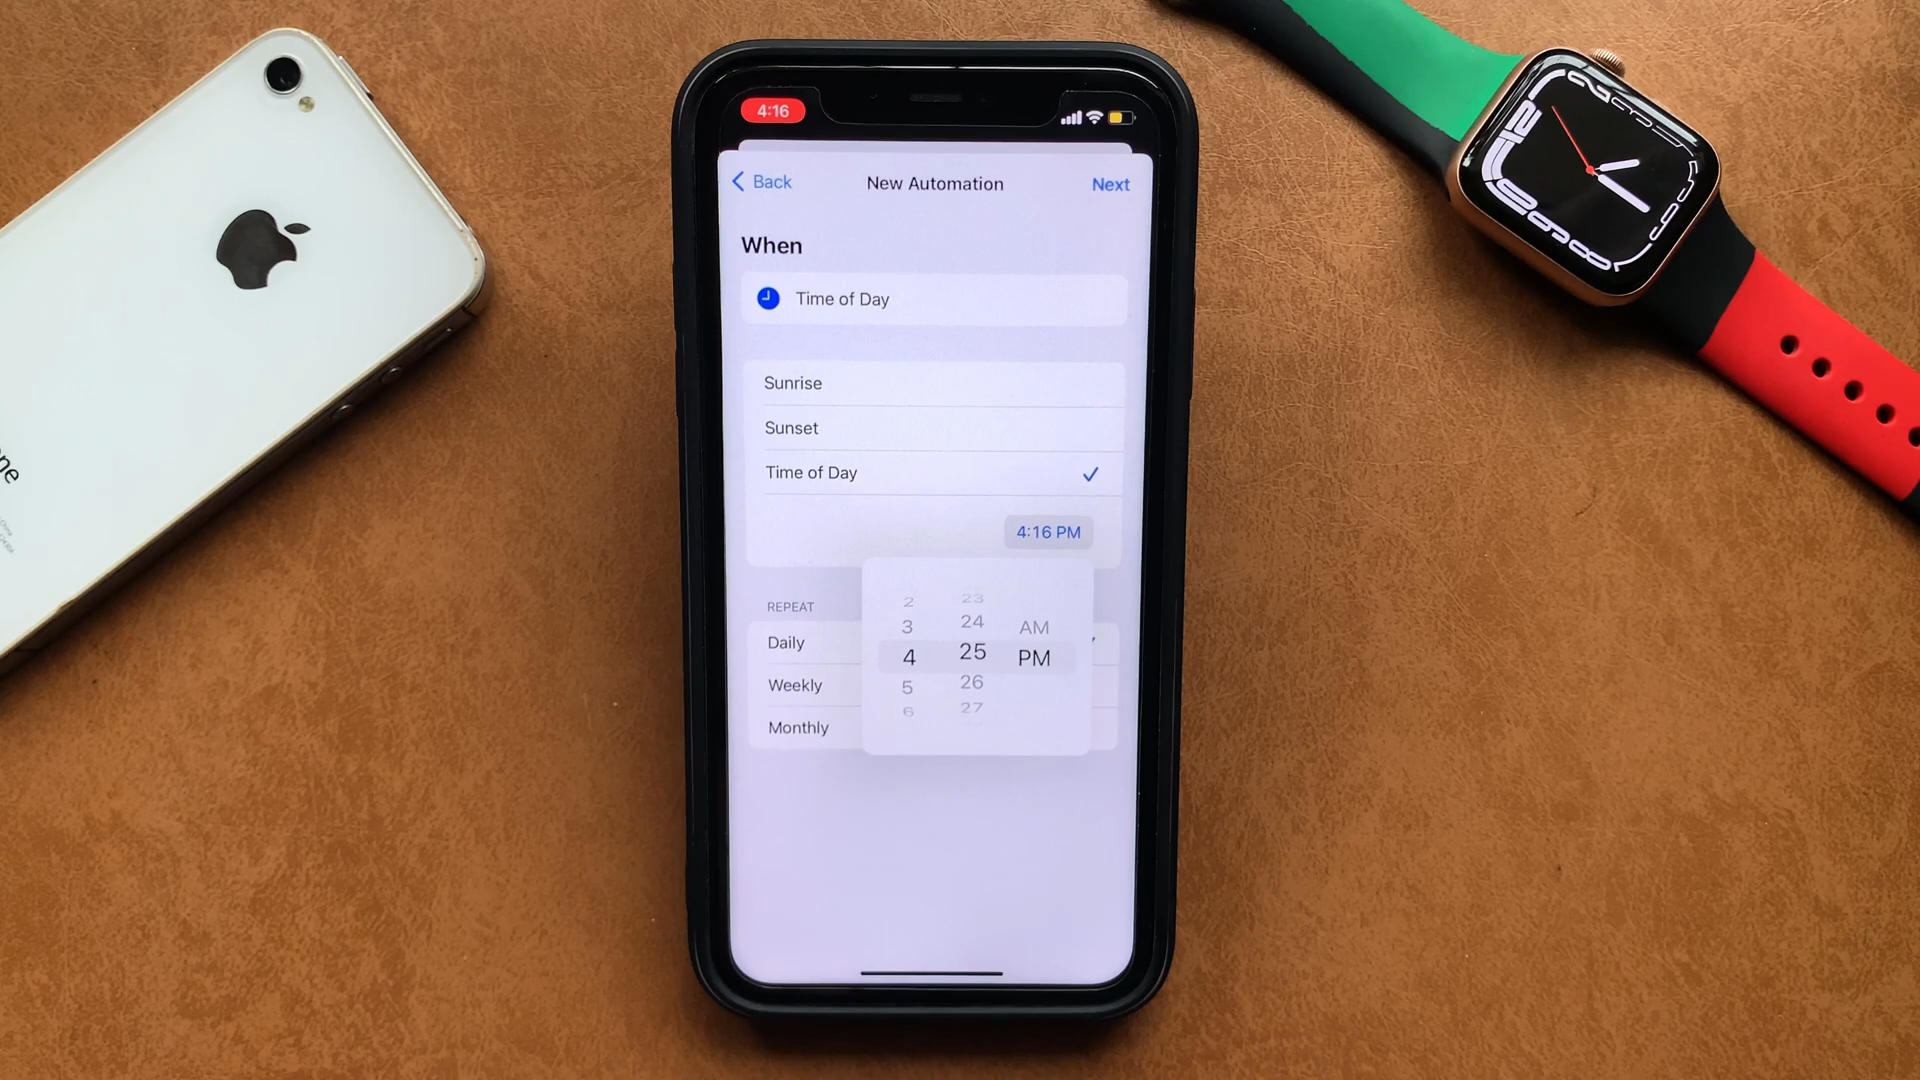 4:16
Back
New Automation
Next
When
Time of Day
Sunrise
Sunset
Time of Day
4:16 PM
2 23
3 24 AM
4 25 PM
5 26
6 27
REPEAT
Daily
Weekly
Monthly
ne